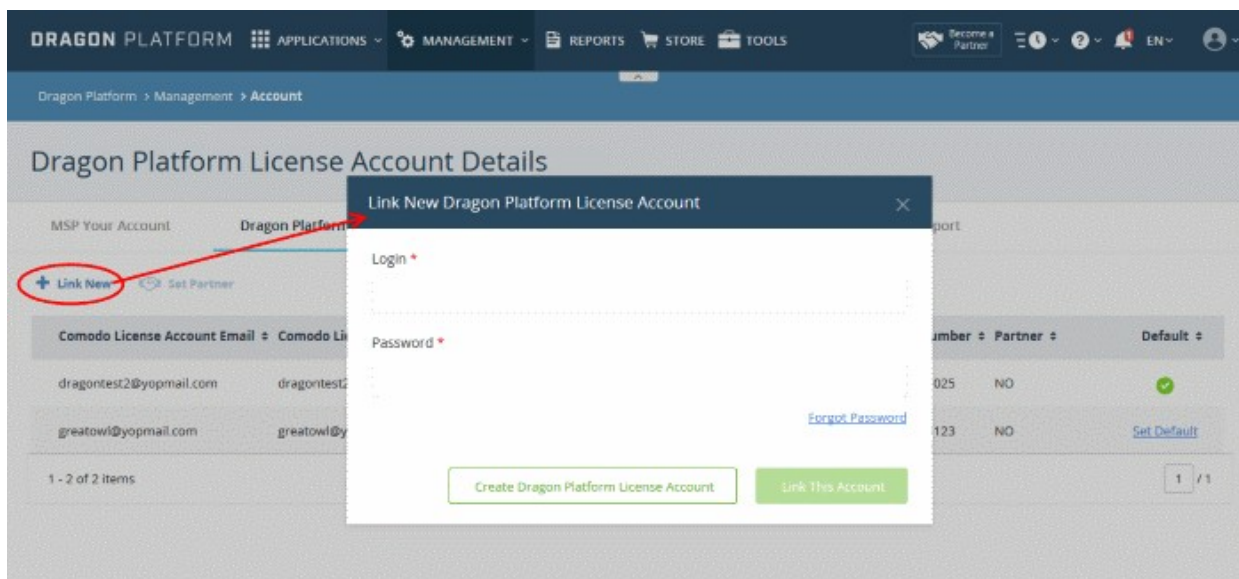 DRAGON PLATFORM APPLICATIONS MANAGEMENT REPORTS STORE TOOLS Become a Partner EN
Dragon Platform > Management > Account
Dragon Platform License Account Details
Link New Dragon Platform License Account
MSP Your Account Dragon Platform port
Login *
+ Link New Set Partner
Comodo License Account Email Comodo Li umber Partner Default
Password *
dragontest2@yopmail.com dragontest2 025 NO
Forgot Password
greatowl@yopmail.com greatowl@y 123 NO Set Default
1 - 2 of 2 items 1 / 1
Create Dragon Platform License Account Link This Account